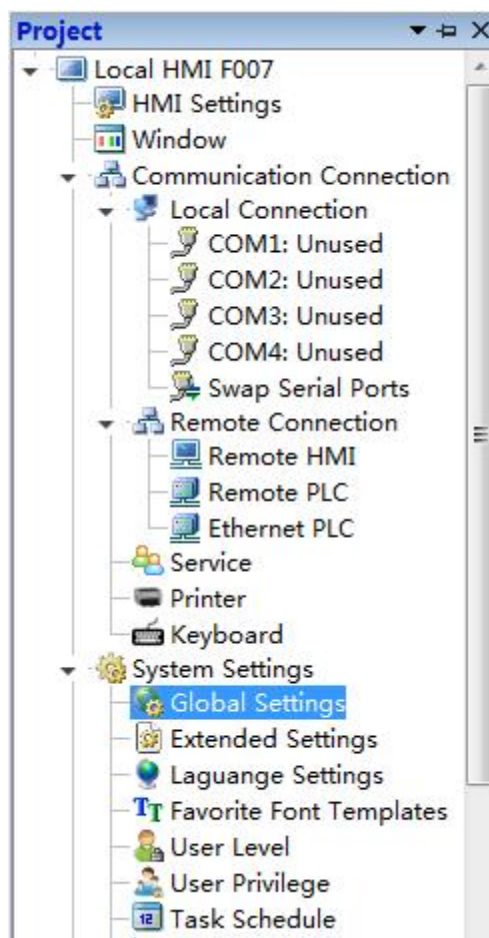 Project
Local HMI F007
HMI Settings
Window
Communication Connection
Local Connection
COM1: Unused
COM2: Unused
COM3: Unused
COM4: Unused
Swap Serial Ports
Remote Connection
Remote HMI
Remote PLC
Ethernet PLC
Service
Printer
Keyboard
System Settings
Global Settings
Extended Settings
Laguange Settings
Favorite Font Templates
User Level
User Privilege
Task Schedule